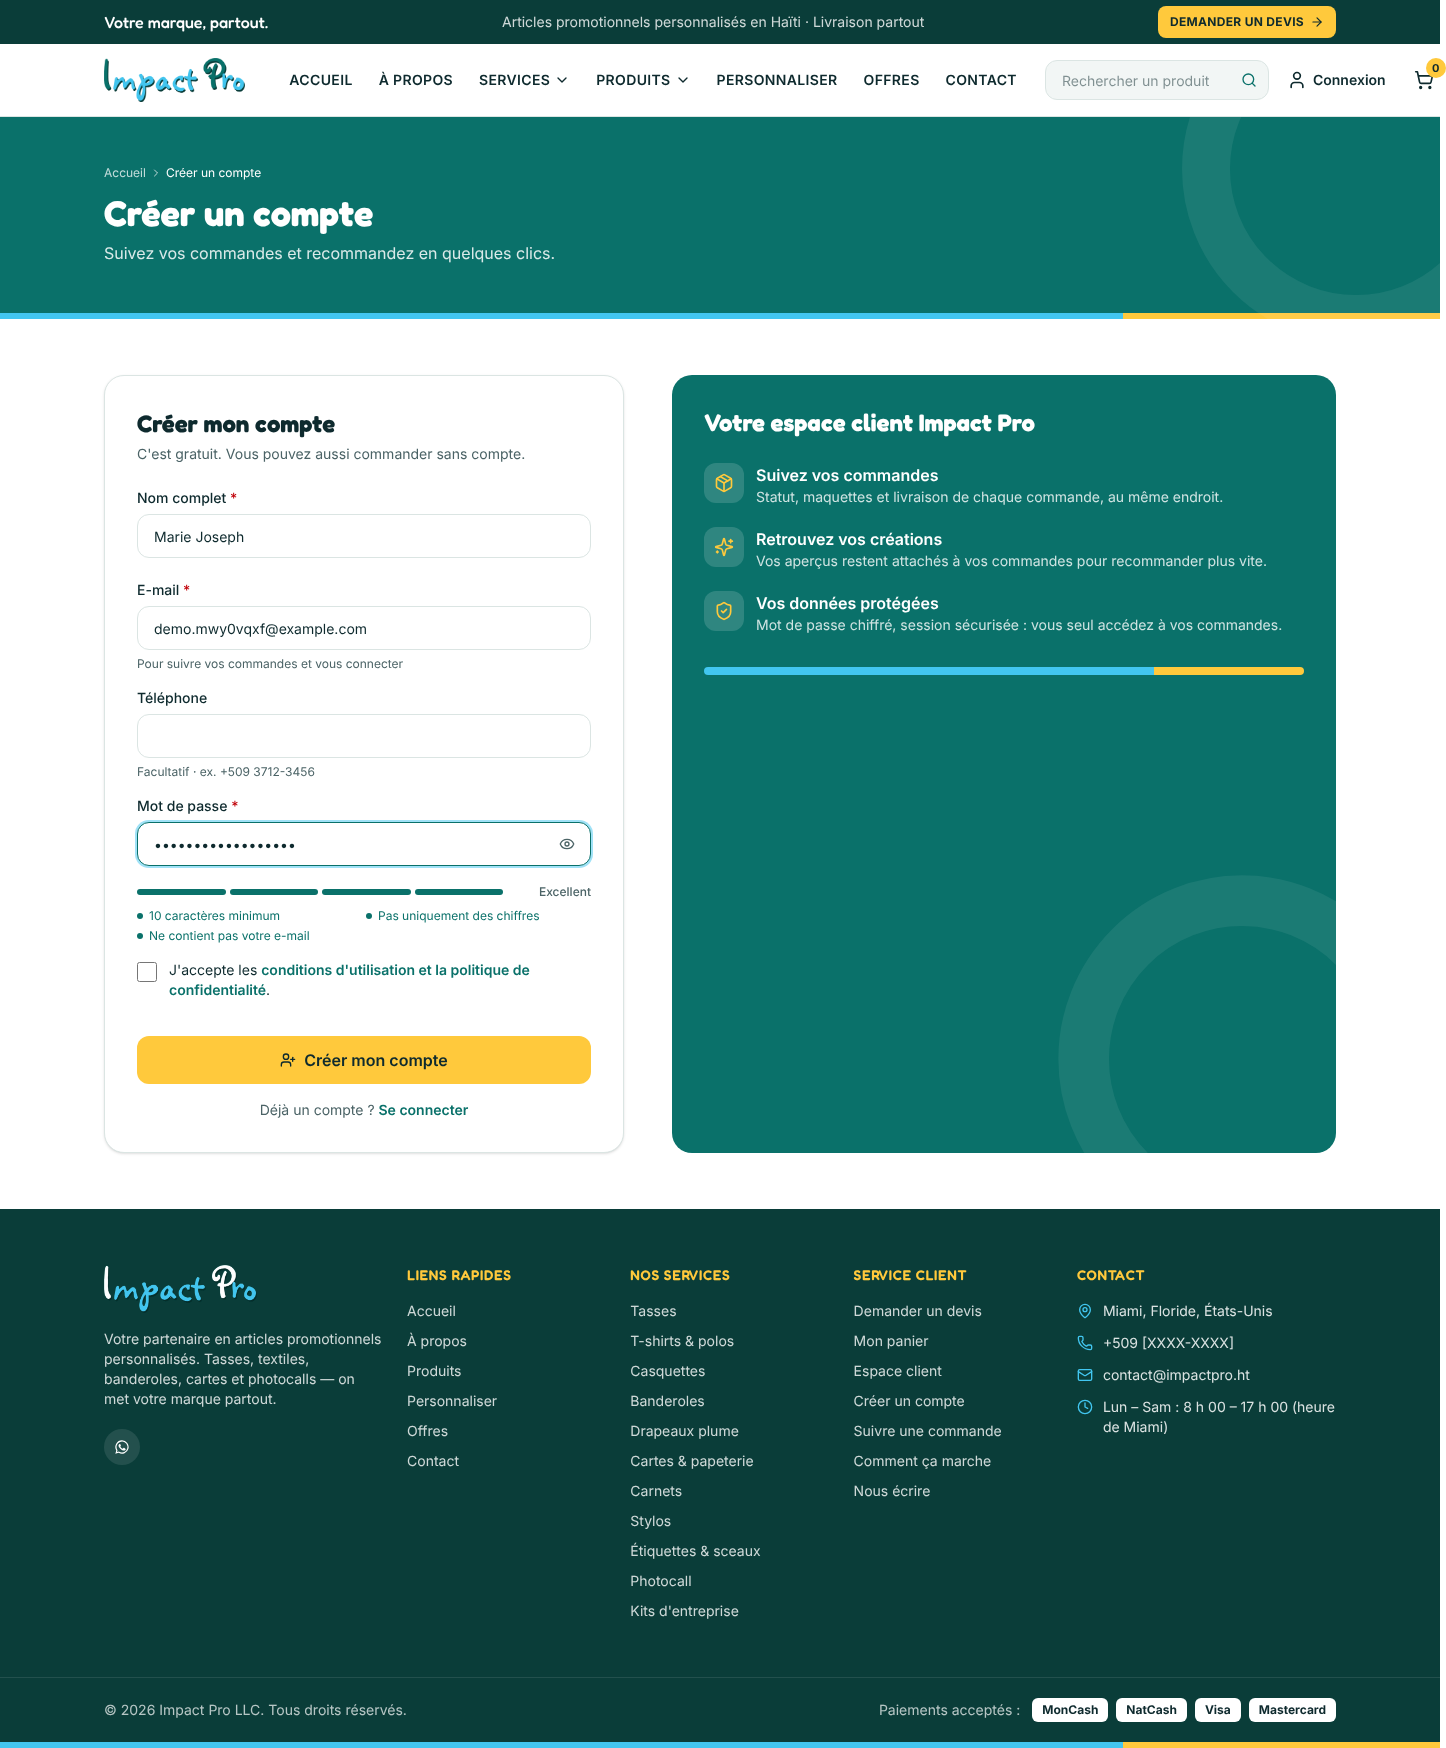 Votre marque, partout.
Articles promotionnels personnalisés en Haïti · Livraison partout
DEMANDER UN DEVIS
Impact Pro
ACCUEIL
À PROPOS
SERVICES
PRODUITS
PERSONNALISER
OFFRES
CONTACT
Rechercher un produit
Connexion
0
Accueil
Créer un compte
Créer un compte
Suivez vos commandes et recommandez en quelques clics.
Créer mon compte
C'est gratuit. Vous pouvez aussi commander sans compte.
Nom complet *
Marie Joseph
E-mail *
demo.mwy0vqxf@example.com
Pour suivre vos commandes et vous connecter
Téléphone
Facultatif · ex. +509 3712-3456
Mot de passe *
••••••••••••••••••
Excellent
10 caractères minimum
Pas uniquement des chiffres
Ne contient pas votre e-mail
J'accepte les conditions d'utilisation et la politique de
confidentialité.
Créer mon compte
Déjà un compte ? Se connecter
Votre espace client Impact Pro
Suivez vos commandes
Statut, maquettes et livraison de chaque commande, au même endroit.
Retrouvez vos créations
Vos aperçus restent attachés à vos commandes pour recommander plus vite.
Vos données protégées
Mot de passe chiffré, session sécurisée : vous seul accédez à vos commandes.
Impact Pro
Votre partenaire en articles promotionnels
personnalisés. Tasses, textiles,
banderoles, cartes et photocalls — on
met votre marque partout.
LIENS RAPIDES
Accueil
À propos
Produits
Personnaliser
Offres
Contact
NOS SERVICES
Tasses
T-shirts & polos
Casquettes
Banderoles
Drapeaux plume
Cartes & papeterie
Carnets
Stylos
Étiquettes & sceaux
Photocall
Kits d'entreprise
SERVICE CLIENT
Demander un devis
Mon panier
Espace client
Créer un compte
Suivre une commande
Comment ça marche
Nous écrire
CONTACT
Miami, Floride, États-Unis
+509 [XXXX-XXXX]
contact@impactpro.ht
Lun – Sam : 8 h 00 – 17 h 00 (heure
de Miami)
© 2026 Impact Pro LLC. Tous droits réservés.
Paiements acceptés :
MonCash
NatCash
Visa
Mastercard